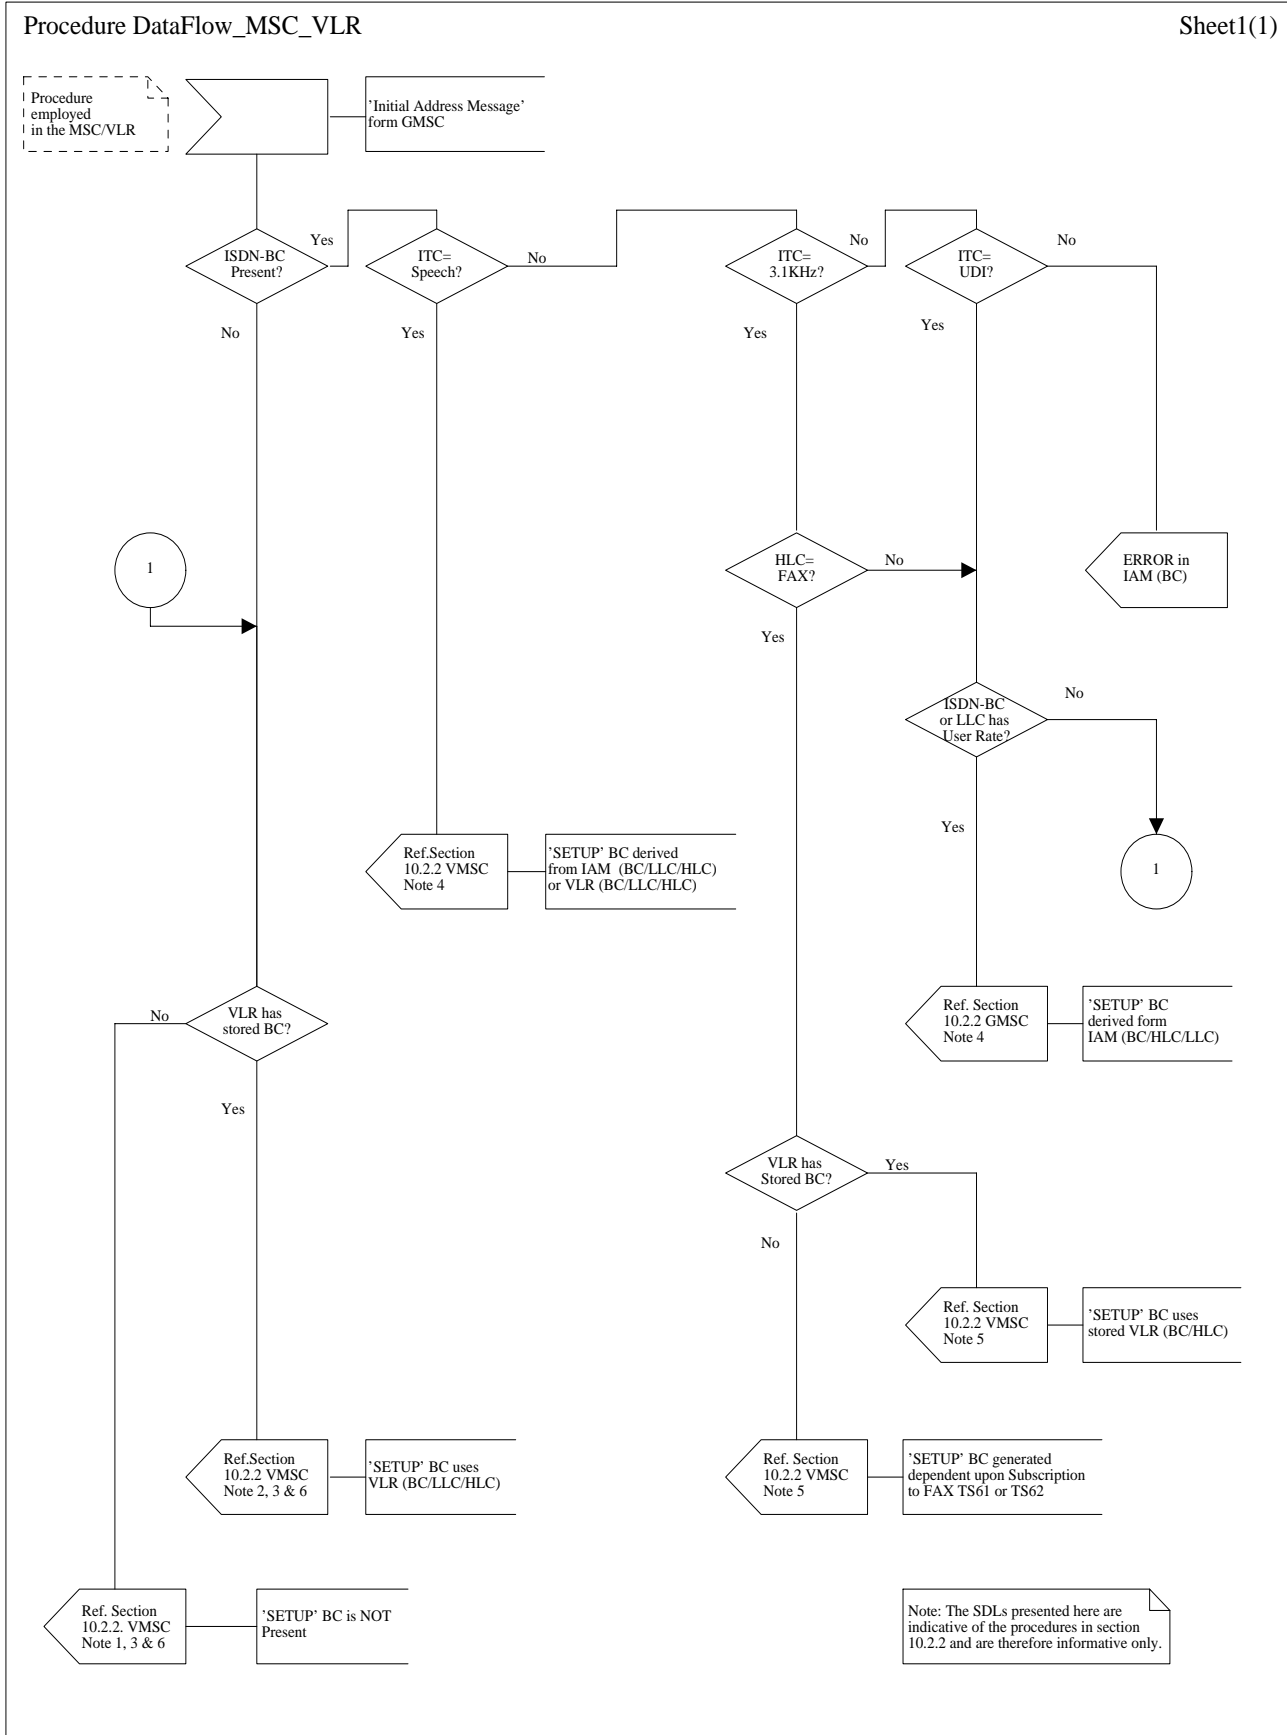 Procedure DataFlow_MSC_VLR
Sheet1(1)
Procedure
employed
in the MSC/VLR
'Initial Address Message'
form GMSC
ISDN-BC
Present?
Yes
No
ITC=
Speech?
No
Yes
ITC=
3.1KHz?
No
Yes
ITC=
UDI?
No
Yes
1
HLC=
FAX?
No
Yes
ERROR in
IAM (BC)
ISDN-BC
or LLC has
User Rate?
No
Yes
Ref.Section
10.2.2 VMSC
Note 4
'SETUP' BC derived
from IAM (BC/LLC/HLC)
or VLR (BC/LLC/HLC)
1
VLR has
stored BC?
No
Yes
Ref. Section
10.2.2 GMSC
Note 4
'SETUP' BC
derived form
IAM (BC/HLC/LLC)
VLR has
Stored BC?
Yes
No
Ref. Section
10.2.2 VMSC
Note 5
'SETUP' BC uses
stored VLR (BC/HLC)
Ref.Section
10.2.2 VMSC
Note 2, 3 & 6
'SETUP' BC uses
VLR (BC/LLC/HLC)
Ref. Section
10.2.2 VMSC
Note 5
'SETUP' BC generated
dependent upon Subscription
to FAX TS61 or TS62
Ref. Section
10.2.2. VMSC
Note 1, 3 & 6
'SETUP' BC is NOT
Present
Note: The SDLs presented here are
indicative of the procedures in section
10.2.2 and are therefore informative only.